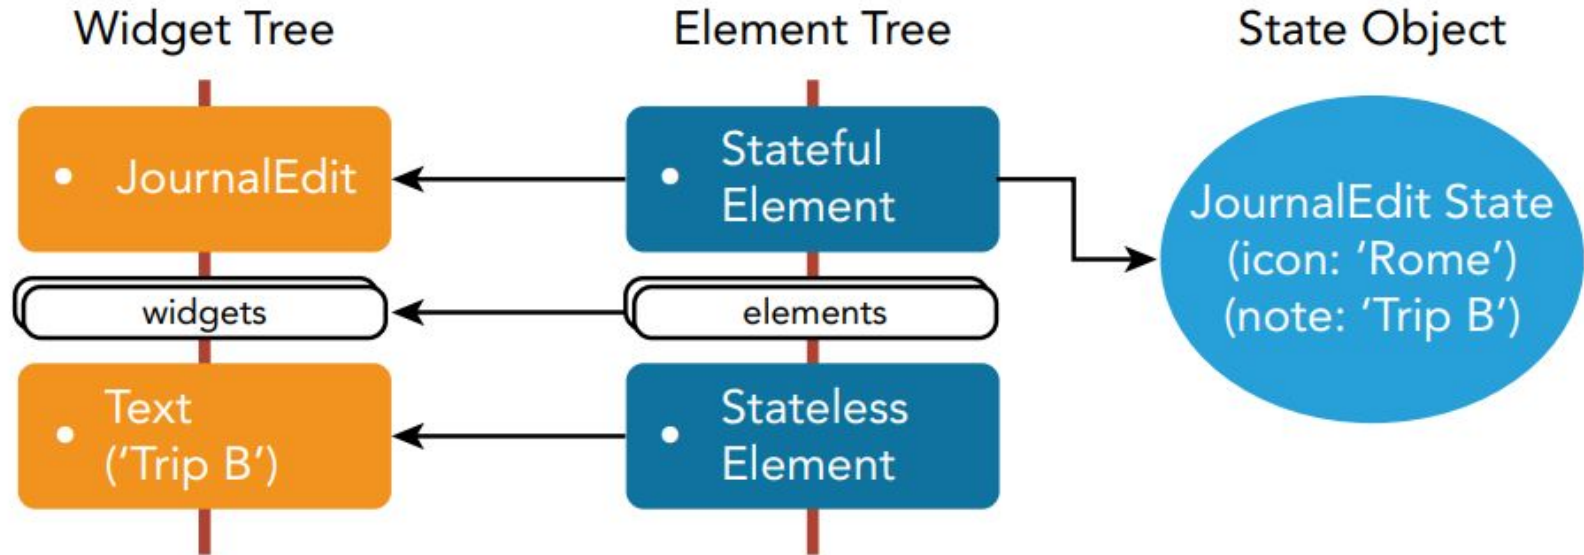 Widget Tree
Element Tree
State Object
• JournalEdit
• Stateful
Element
JournalEdit State
(icon: ‘Rome’)
(note: ‘Trip B’)
widgets
elements
• Text
(‘Trip B’)
• Stateless
Element